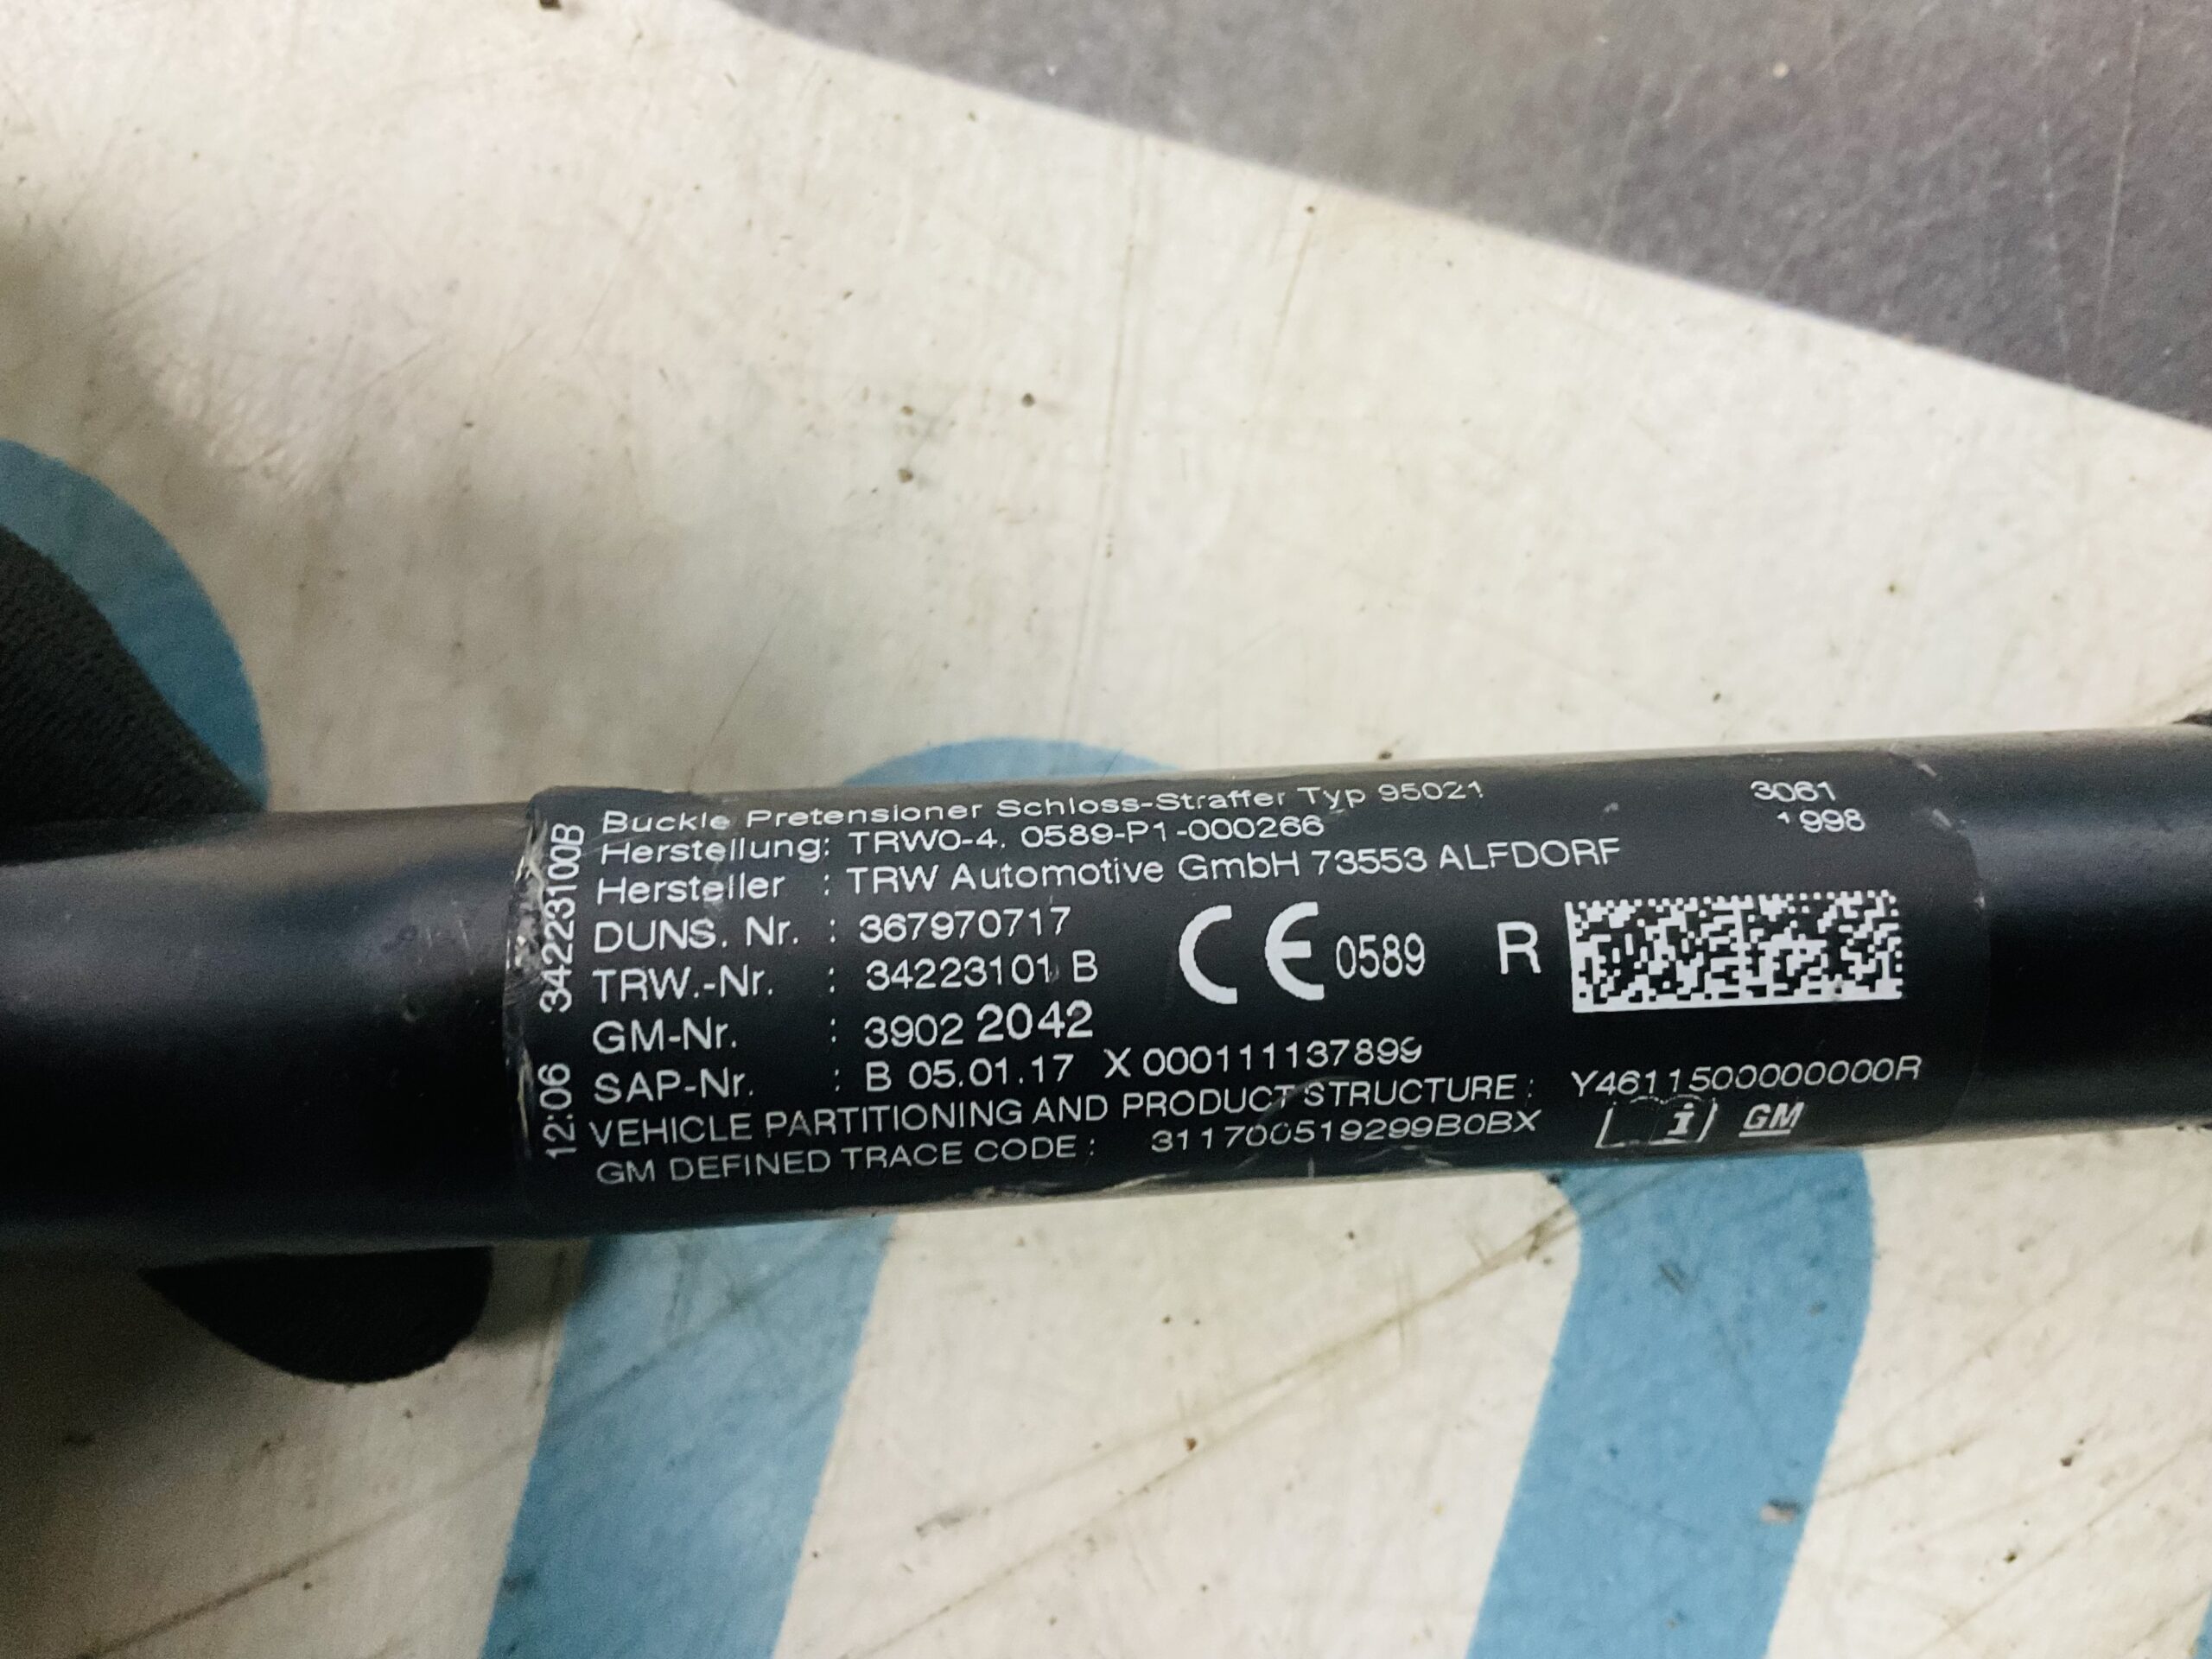 Buckle Pretensioner Schloss-Straffer Typ 95021
3061
Herstellung: TRW0-4. 0589-P1-000266
1998
Hersteller : TRW Automotive GmbH 73553 ALFDORF
DUNS. Nr. : 367970717
CE 0589 R
TRW.-Nr. : 34223101 B
GM-Nr. : 3902 2042
SAP-Nr. : B 05.01.17 X 000111137899
VEHICLE PARTITIONING AND PRODUCT STRUCTURE : Y4611500000000R
GM DEFINED TRACE CODE : 311700519299B0BX
i GM
12:06 34223100B